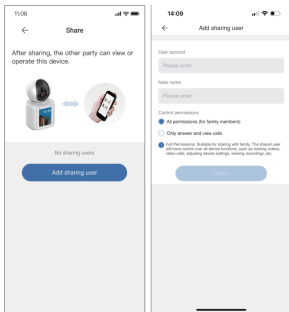 11:06
Share
After sharing, the other party can view or
operate this device.
No sharing users
Add sharing user
14:09
Add sharing user
User account
Please enter
Note name
Please enter
Control permissions
All permissions (for family members)
Only answer and view calls
Full Permissions: Suitable for sharing with family. The shared user
will have control over all device functions, such as viewing videos,
video calls, adjusting device settings, viewing recordings, etc.